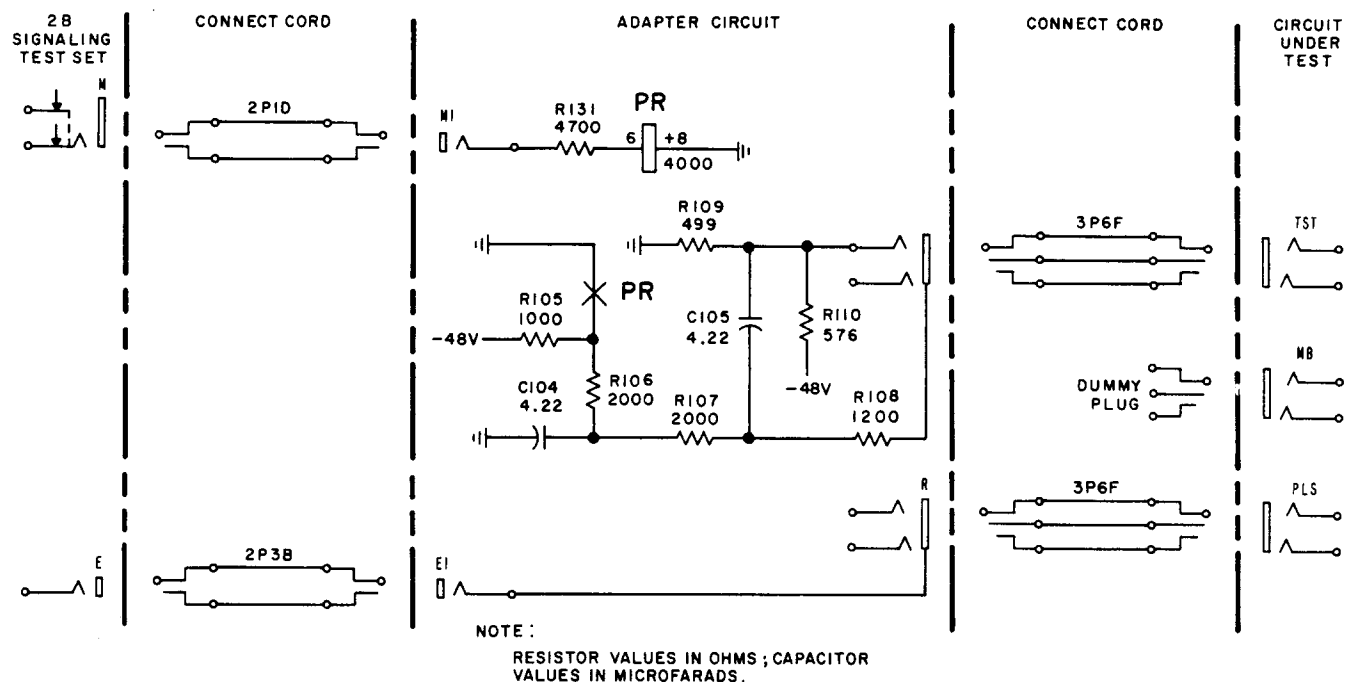 2B
SIGNALING
TEST SET
CONNECT CORD
ADAPTER CIRCUIT
CONNECT CORD
CIRCUIT
UNDER
TEST
M
2P1D
M1
R131
4700
PR
6
+8
4000
R109
499
3P6F
TST
PR
R105
1000
-48V
C105
4.22
R110
576
-48V
C104
4.22
R106
2000
R107
2000
R108
1200
DUMMY
PLUG
MB
R
3P6F
PLS
E
2P3B
E1
NOTE:
RESISTOR VALUES IN OHMS; CAPACITOR
VALUES IN MICROFARADS.